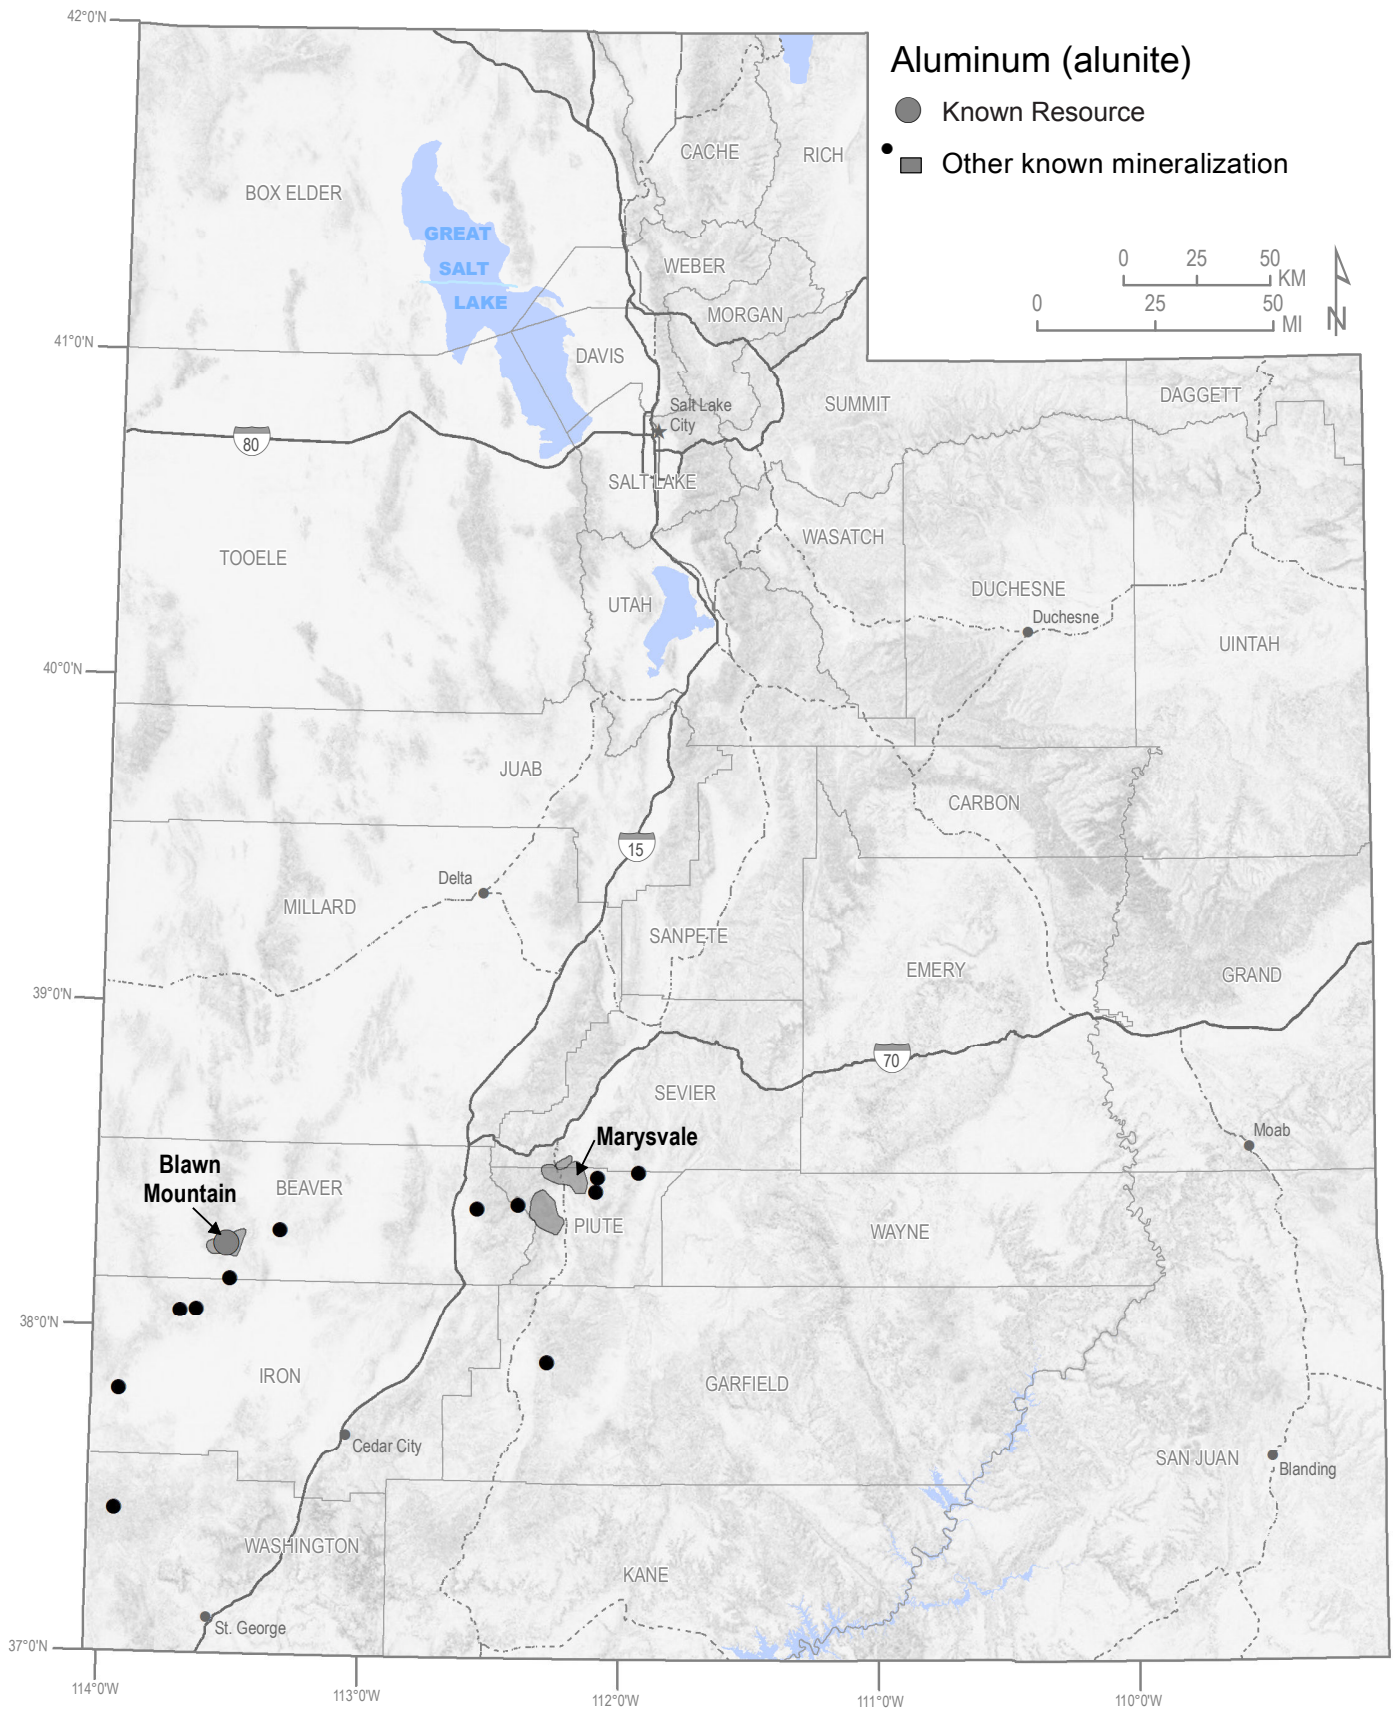 42°0'N
Aluminum (alunite)
Known Resource
Other known mineralization
CACHE
RICH
BOX ELDER
GREAT
SALT
LAKE
WEBER
MORGAN
0 25 50
KM
0 25 50
MI
N
41°0'N
DAVIS
SUMMIT
DAGGETT
Salt Lake
City
80
SALT LAKE
WASATCH
TOOELE
DUCHESNE
UTAH
Duchesne
UINTAH
40°0'N
JUAB
CARBON
15
Delta
MILLARD
SANPETE
EMERY
GRAND
39°0'N
70
SEVIER
Moab
Marysvale
Blawn
Mountain
BEAVER
PIUTE
WAYNE
38°0'N
IRON
GARFIELD
Cedar City
SAN JUAN
Blanding
WASHINGTON
KANE
St. George
37°0'N
114°0'W
113°0'W
112°0'W
111°0'W
110°0'W